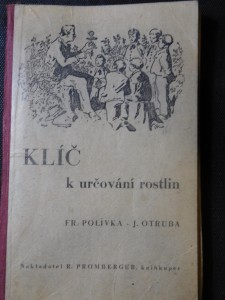 KLÍČ
k určování rostlin
FR. POLÍVKA - J. OTRUBA
Nakladatel R. PROMBERGER, knihkupec